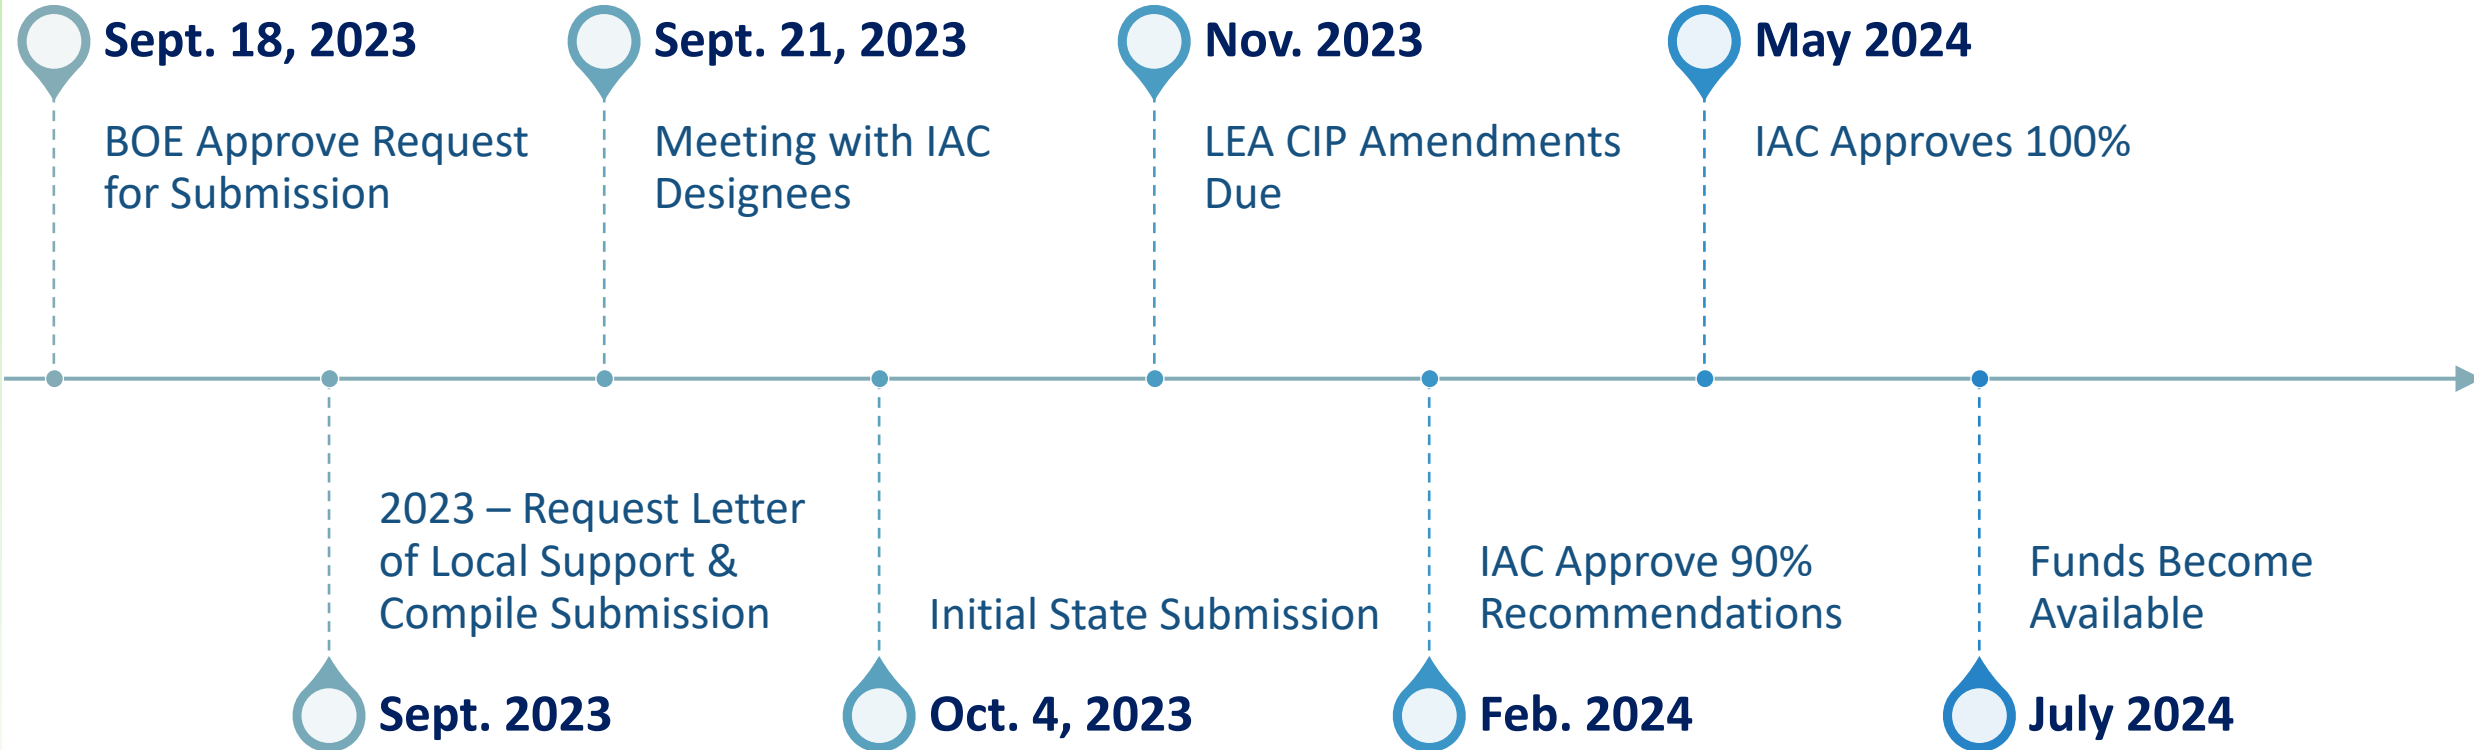 Sept. 18, 2023
BOE Approve Request
for Submission
Sept. 21, 2023
Meeting with IAC
Designees
Nov. 2023
LEA CIP Amendments
Due
May 2024
IAC Approves 100%
2023 – Request Letter
of Local Support &
Compile Submission
Sept. 2023
Initial State Submission
Oct. 4, 2023
IAC Approve 90%
Recommendations
Feb. 2024
Funds Become
Available
July 2024